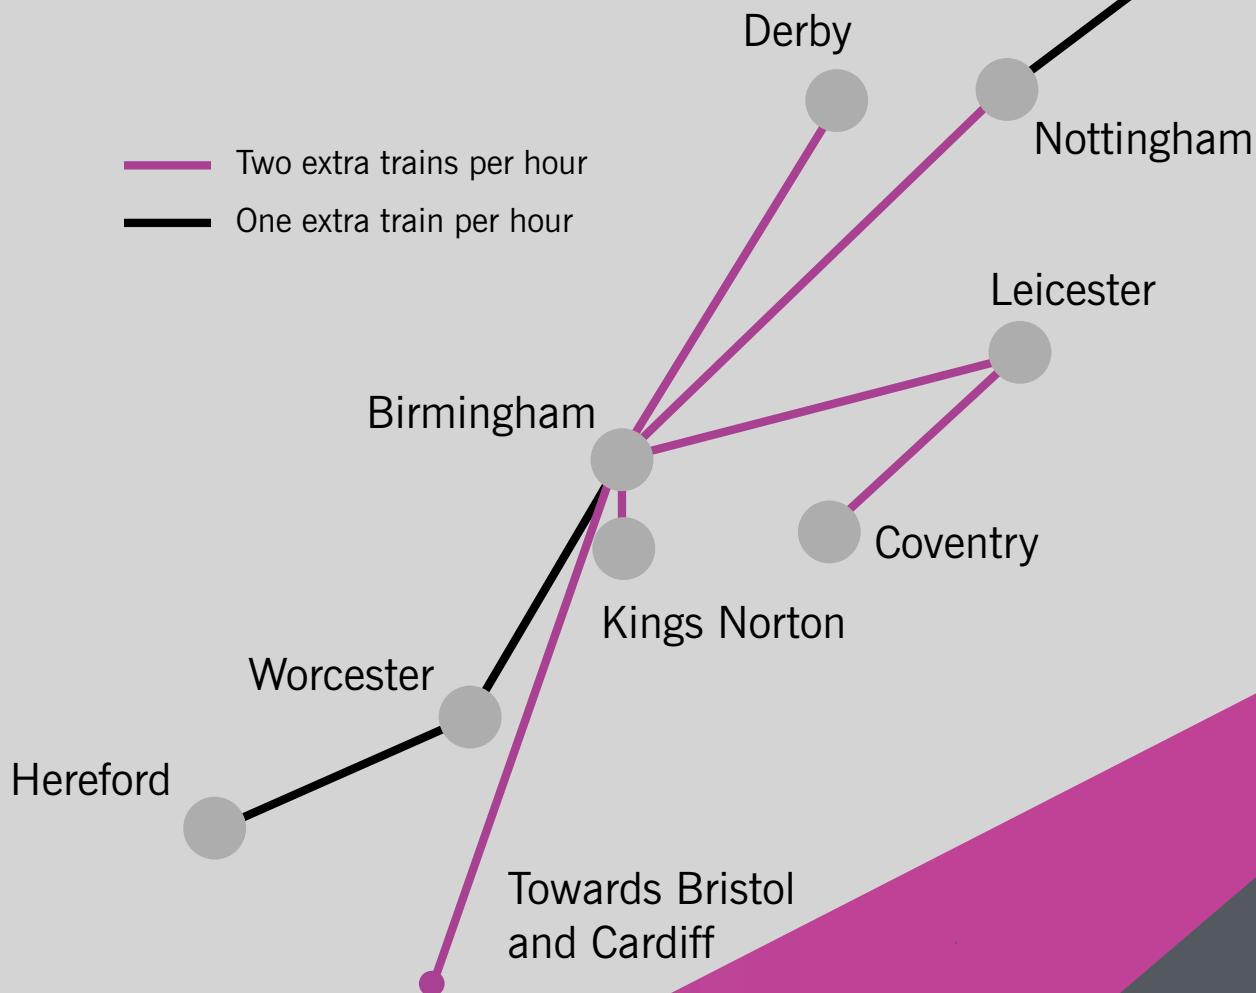 Derby
Nottingham
Two extra trains per hour
One extra train per hour
Leicester
Birmingham
Coventry
Kings Norton
Worcester
Hereford
Towards Bristol
and Cardiff